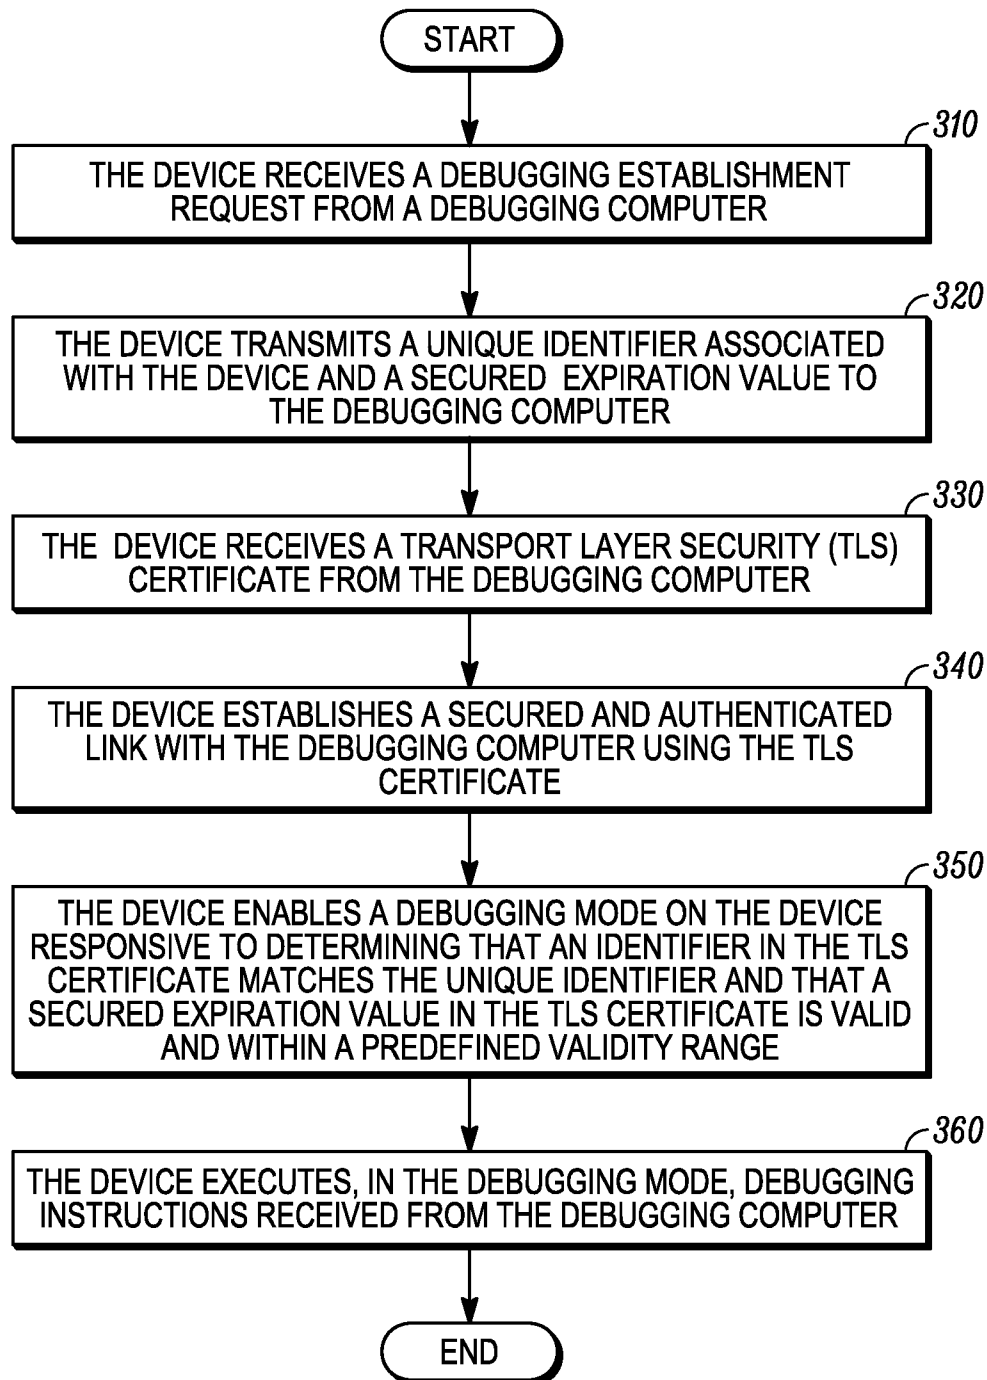 START
310
THE DEVICE RECEIVES A DEBUGGING ESTABLISHMENT
REQUEST FROM A DEBUGGING COMPUTER
320
THE DEVICE TRANSMITS A UNIQUE IDENTIFIER ASSOCIATED
WITH THE DEVICE AND A SECURED EXPIRATION VALUE TO
THE DEBUGGING COMPUTER
330
THE DEVICE RECEIVES A TRANSPORT LAYER SECURITY (TLS)
CERTIFICATE FROM THE DEBUGGING COMPUTER
340
THE DEVICE ESTABLISHES A SECURED AND AUTHENTICATED
LINK WITH THE DEBUGGING COMPUTER USING THE TLS
CERTIFICATE
350
THE DEVICE ENABLES A DEBUGGING MODE ON THE DEVICE
RESPONSIVE TO DETERMINING THAT AN IDENTIFIER IN THE TLS
CERTIFICATE MATCHES THE UNIQUE IDENTIFIER AND THAT A
SECURED EXPIRATION VALUE IN THE TLS CERTIFICATE IS VALID
AND WITHIN A PREDEFINED VALIDITY RANGE
360
THE DEVICE EXECUTES, IN THE DEBUGGING MODE, DEBUGGING
INSTRUCTIONS RECEIVED FROM THE DEBUGGING COMPUTER
END